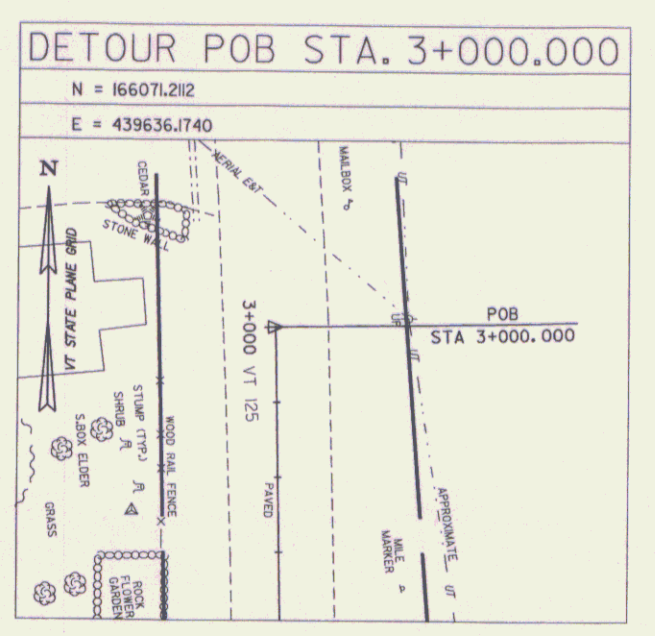 DETOUR POB STA. 3+000.000
N = 166071.2112
E = 439636.1740
N
VT STATE PLANE GRID
CEDAR
STONE WALL
AERIAL E&T
MAILBOX
UT
UP
UT
POB
STA 3+000.000
3+000 VT 125
STUMP (TYP.)
SHRUB
S.BOX ELDER
WOOD RAIL FENCE
GRASS
PAVED
APPROXIMATE
UT
MILE
MARKER
ROCK
FLOWER
GARDEN